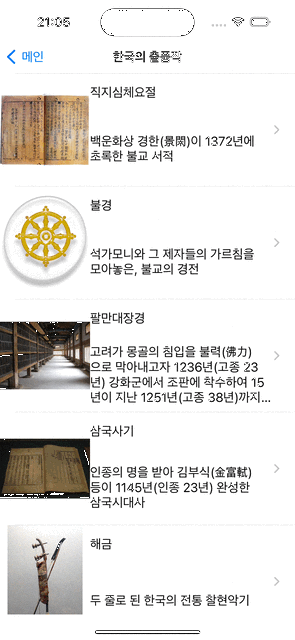 21:05
메인
한국의
직지심체요절
백운화상 경한(景閑)이 1372년에
초록한 불교 서적
불경
석가모니와 그 제자들의 가르침을
모아놓은, 불교의 경전
팔만대장경
고려가 몽골의 침입을 불력(佛力)
으로 막아내고자 1236년(고종 23
년) 강화군에서 조판에 착수하여 15
년이 지난 1251년(고종 38년)까지...
삼국사기
인종의 명을 받아 김부식(金富軾)
등이 1145년(인종 23년) 완성한
삼국시대사
해금
두 줄로 된 한국의 전통 찰현악기